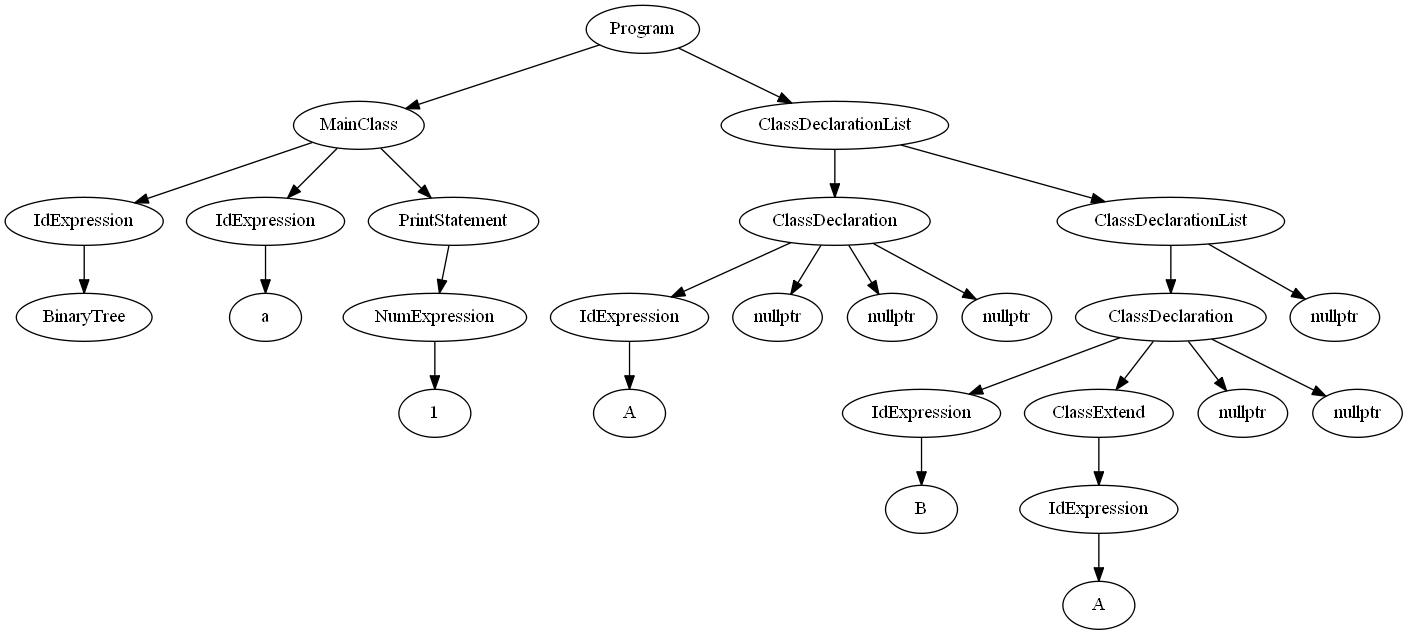 Program
MainClass
ClassDeclarationList
IdExpression
IdExpression
PrintStatement
ClassDeclaration
ClassDeclarationList
BinaryTree
a
NumExpression
IdExpression
nullptr
nullptr
nullptr
ClassDeclaration
nullptr
1
A
IdExpression
ClassExtend
nullptr
nullptr
B
IdExpression
A